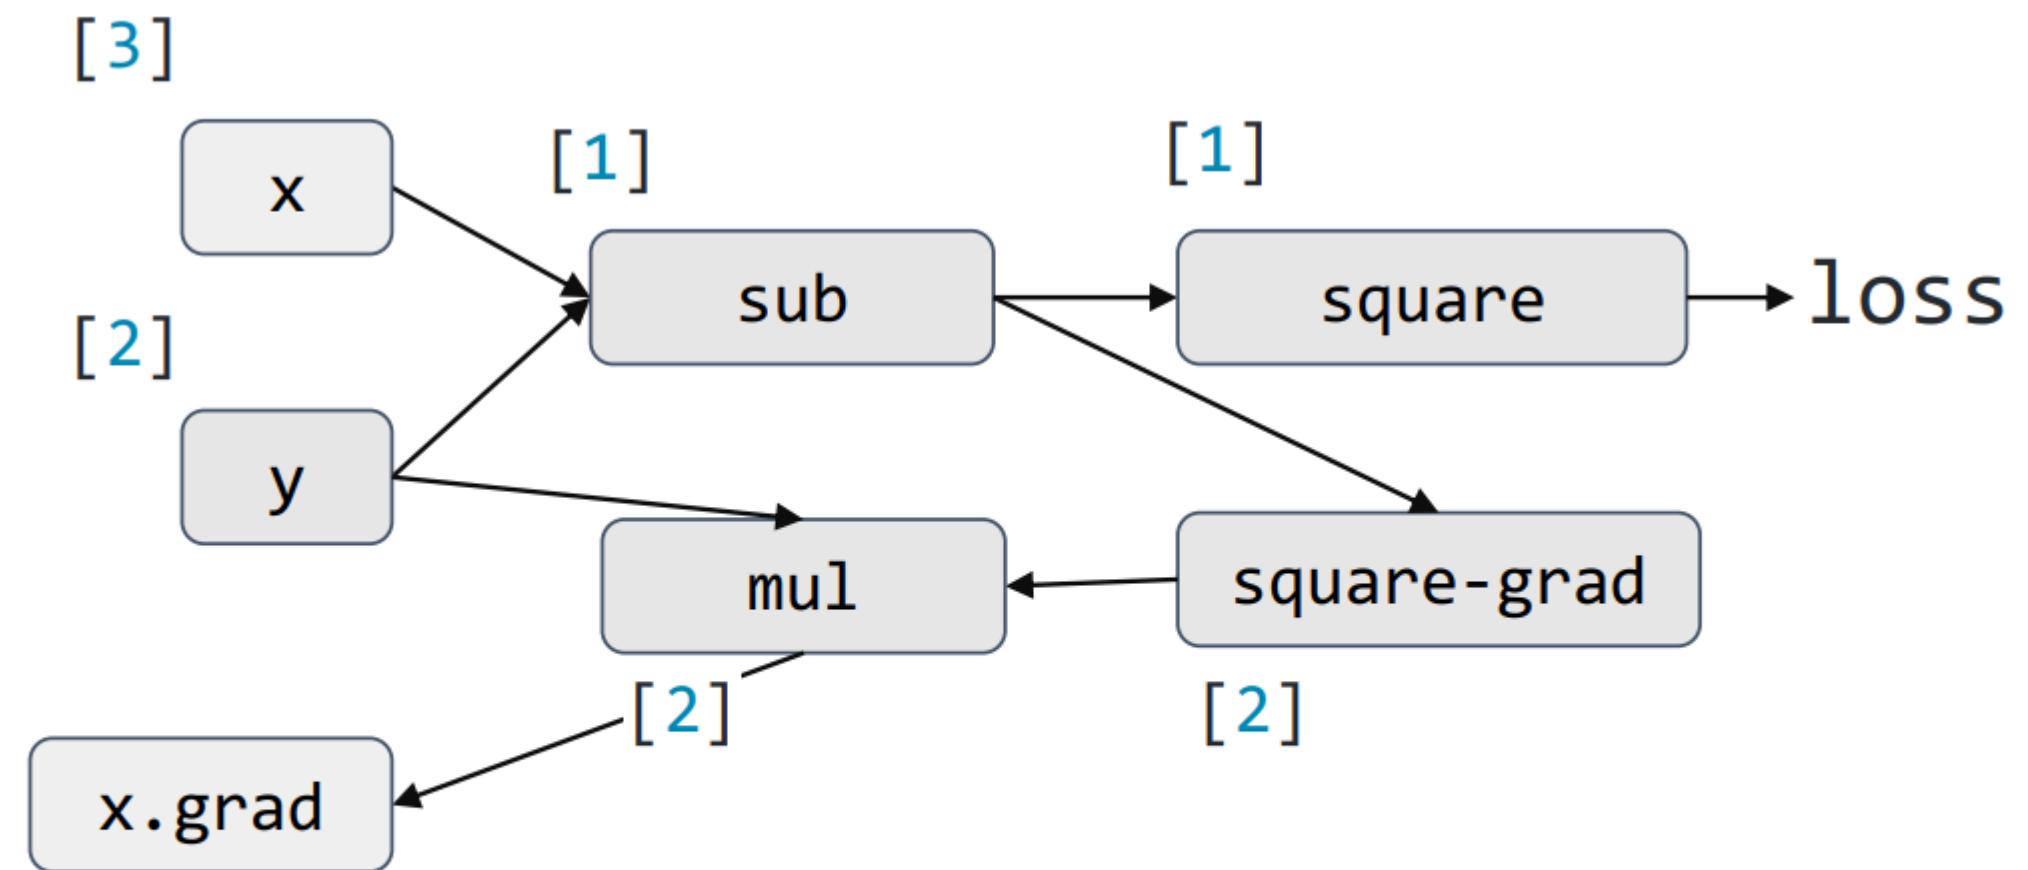 [3]
x
[1]
[1]
sub
square
loss
[2]
y
mul
square-grad
[2]
[2]
x.grad